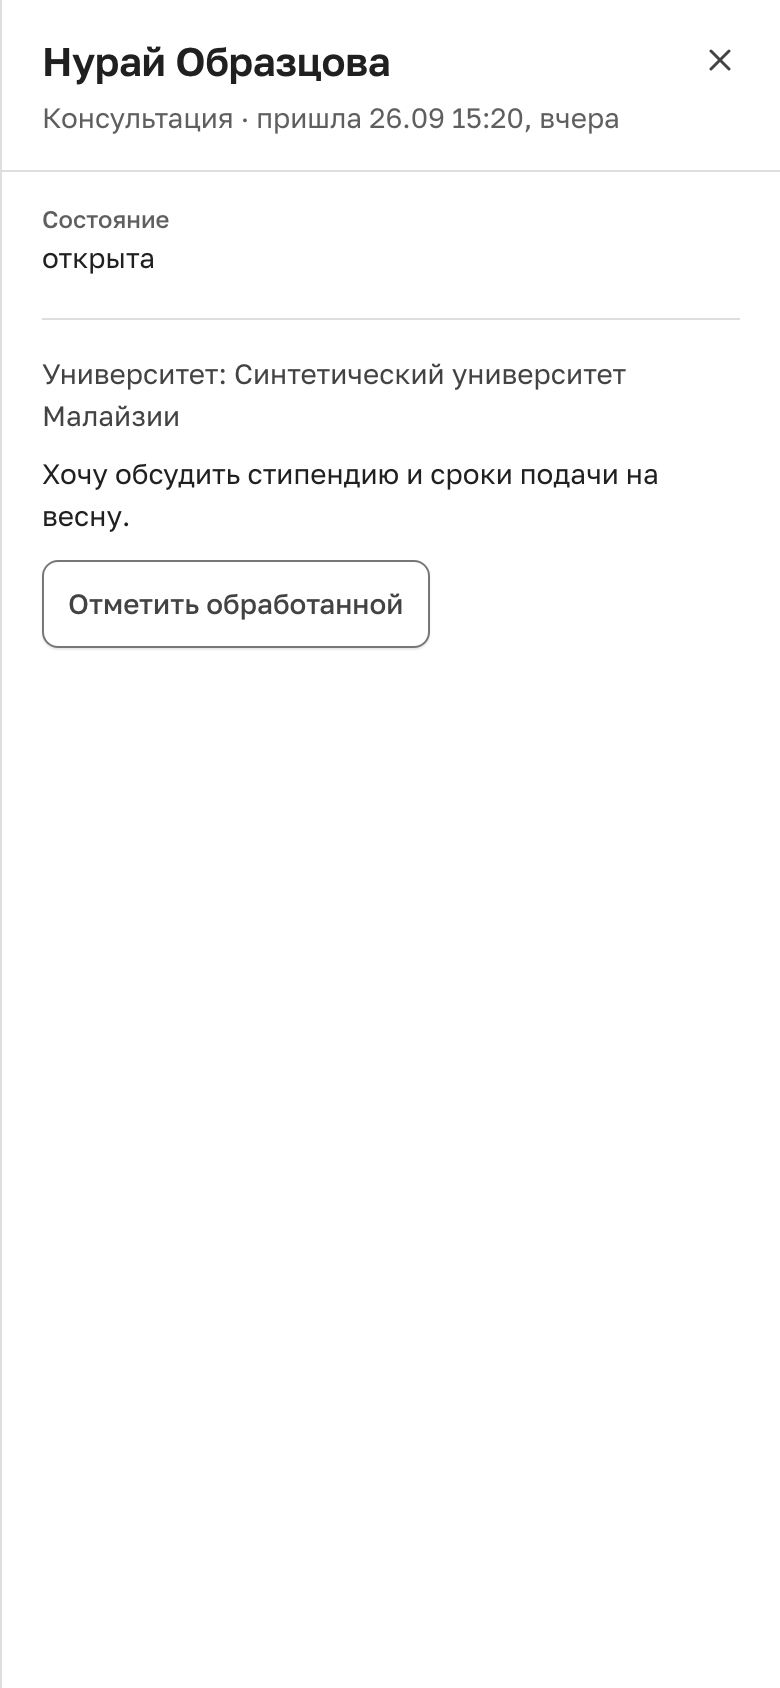 Нурай Образцова
Консультация · пришла 26.09 15:20, вчера
Состояние
открыта
Университет: Синтетический университет
Малайзии
Хочу обсудить стипендию и сроки подачи на
весну.
Отметить обработанной